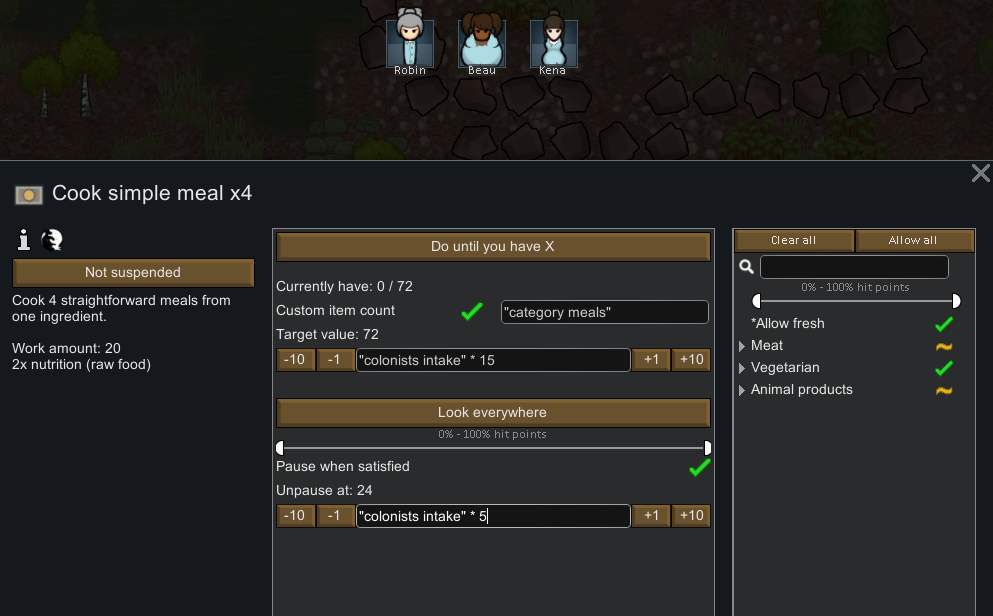 Robin
Beau
Kena
Cook simple meal x4
Not suspended
Cook 4 straightforward meals from
one ingredient.
Work amount: 20
2x nutrition (raw food)
Do until you have X
Currently have: 0 / 72
Custom item count
"category meals"
Target value: 72
-10 -1 "colonists intake" * 15 +1 +10
Look everywhere
0% - 100% hit points
Pause when satisfied
Unpause at: 24
-10 -1 "colonists intake" * 5 +1 +10
Clear all Allow all
0% - 100% hit points
*Allow fresh
Meat
Vegetarian
Animal products